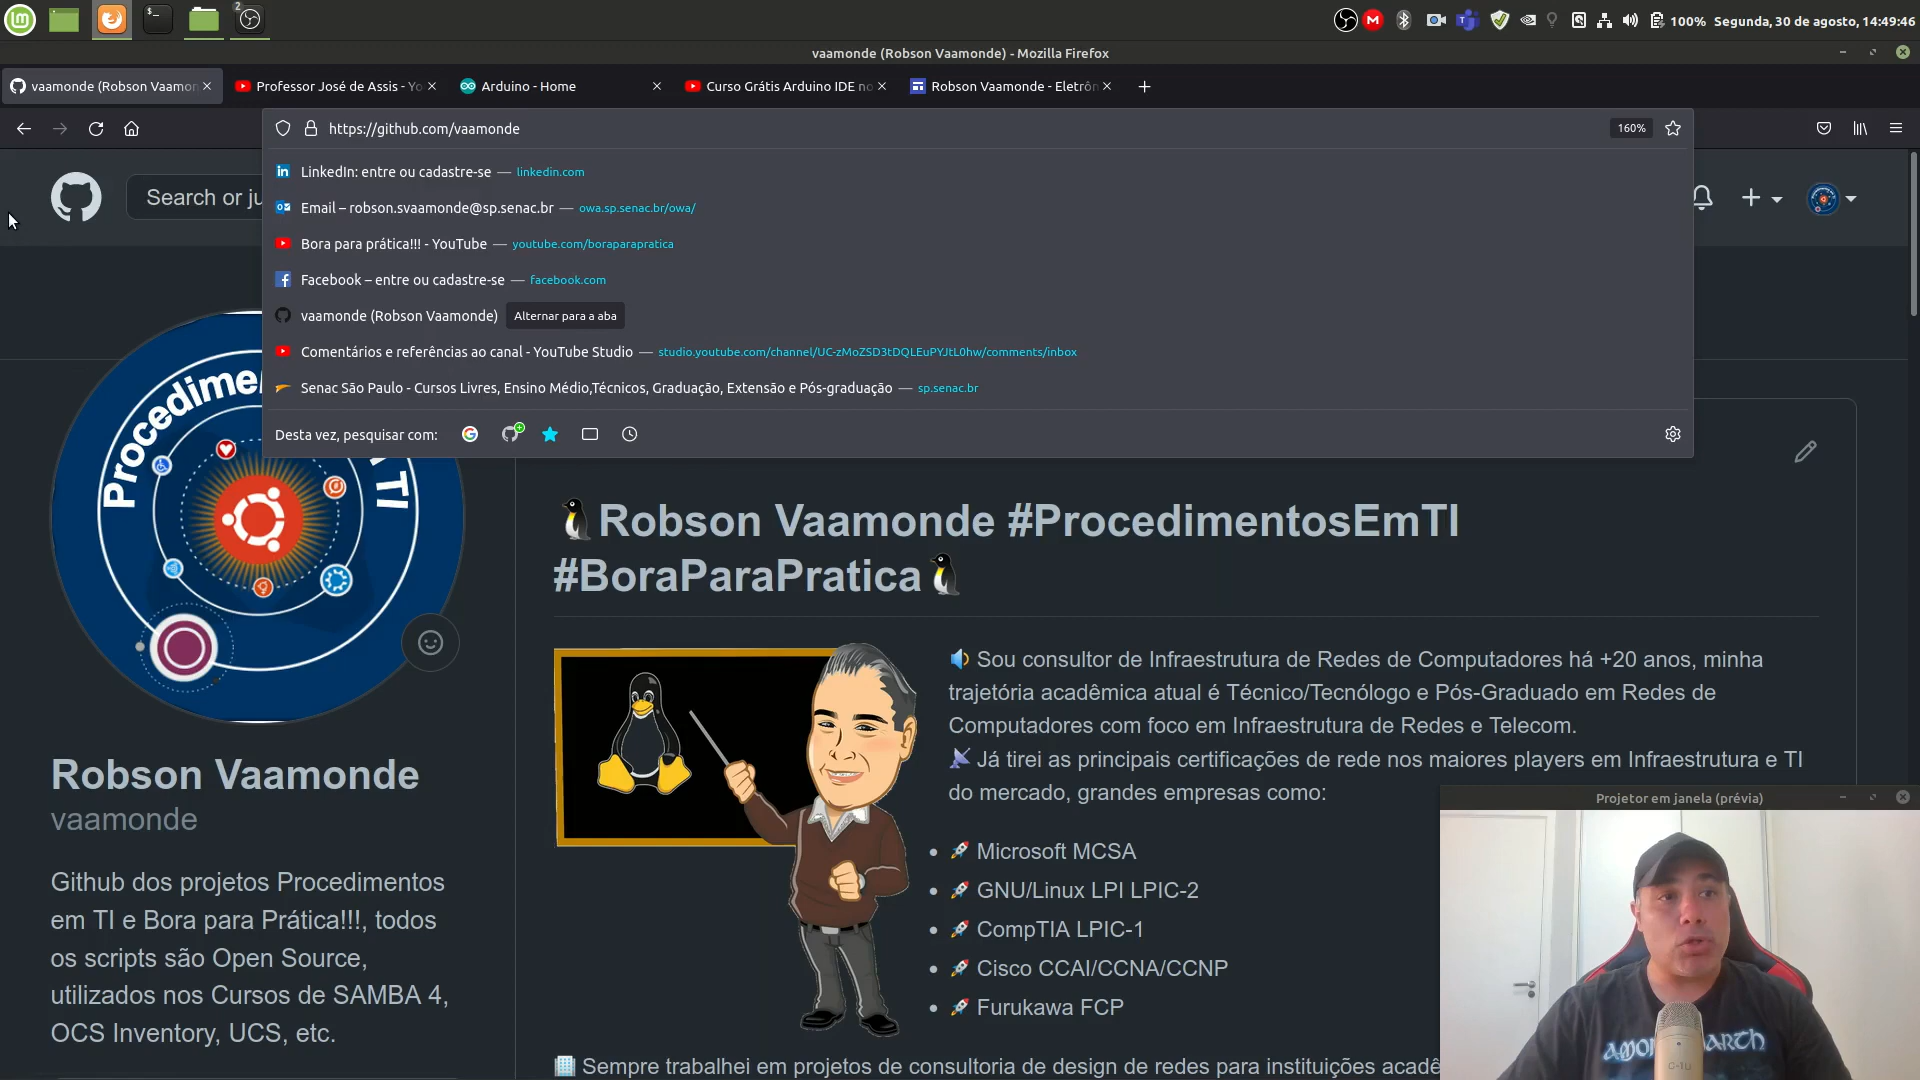 2
100% Segunda, 30 de agosto, 14:49:46
vaamonde (Robson Vaamonde) - Mozilla Firefox
vaamonde (Robson Vaamon
Professor José de Assis - Yo
Arduino - Home
Curso Grátis Arduino IDE no
Robson Vaamonde - Eletrôn
https://github.com/vaamonde
160%
Search or ju
LinkedIn: entre ou cadastre-se — linkedin.com
Email – robson.svaamonde@sp.senac.br — owa.sp.senac.br/owa/
Bora para prática!!! - YouTube — youtube.com/boraparapratica
Facebook – entre ou cadastre-se — facebook.com
vaamonde (Robson Vaamonde) Alternar para a aba
Comentários e referências ao canal - YouTube Studio — studio.youtube.com/channel/UC-zMoZSD3tDQLEuPYJtL0hw/comments/inbox
Senac São Paulo - Cursos Livres, Ensino Médio,Técnicos, Graduação, Extensão e Pós-graduação — sp.senac.br
Desta vez, pesquisar com:
Procedime
TI
Robson Vaamonde
vaamonde
Github dos projetos Procedimentos
em TI e Bora para Prática!!!, todos
os scripts são Open Source,
utilizados nos Cursos de SAMBA 4,
OCS Inventory, UCS, etc.
🐧Robson Vaamonde #ProcedimentosEmTI
#BoraParaPratica🐧
Sou consultor de Infraestrutura de Redes de Computadores há +20 anos, minha
trajetória acadêmica atual é Técnico/Tecnólogo e Pós-Graduado em Redes de
Computadores com foco em Infraestrutura de Redes e Telecom.
Já tirei as principais certificações de rede nos maiores players em Infraestrutura e TI
do mercado, grandes empresas como:
• 🚀 Microsoft MCSA
• 🚀 GNU/Linux LPI LPIC-2
• 🚀 CompTIA LPIC-1
• 🚀 Cisco CCAI/CCNA/CCNP
• 🚀 Furukawa FCP
Sempre trabalhei em projetos de consultoria de design de redes para instituições acadê
Projetor em janela (prévia)